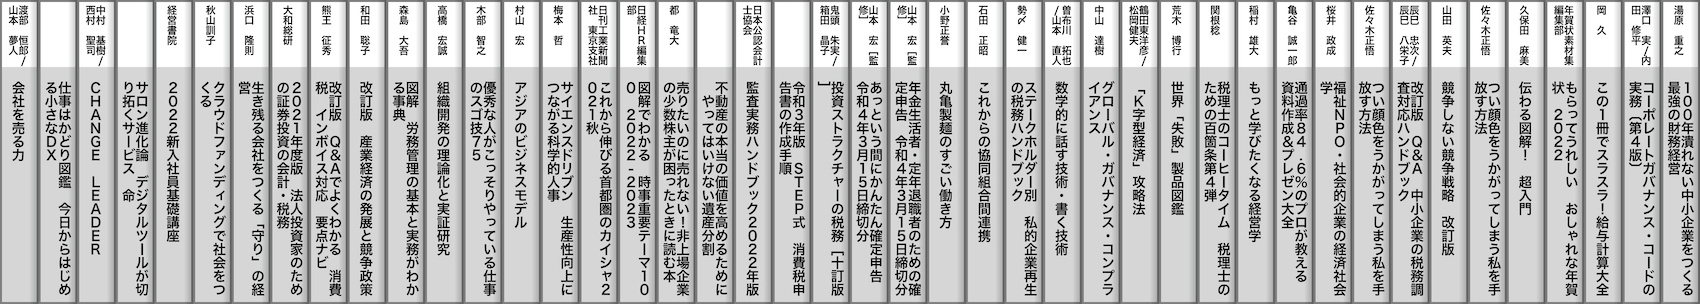 湯原 重之
100年潰れない中小企業をつくる
最強の財務経営
澤口 実/内
田 修平
コーポレートガバナンス・コードの
実務〔第4版〕
岡 久
この1冊でスラスラ！給与計算大全
年賀状素材集
編集部
もらってうれしい おしゃれな年賀
状 2022
久保田 麻美
伝わる図解！ 超入門
佐々木正悟
つい顔色をうかがってしまう私を手
放す方法
山田 英夫
競争しない競争戦略 改訂版
辰巳 忠次/
辰巳 八栄子
改訂版 Q&A 中小企業の税務調
査対応ハンドブック
佐々木正悟
つい顔色をうかがってしまう私を手
放す方法
桜井 政成
福祉NPO・社会的企業の経済社会
学
亀谷 誠一郎
通過率84.6％のプロが教える
資料作成&プレゼン大全
稲村 雄大
もっと学びたくなる経営学
関根稔
税理士のコーヒータイム 税理士の
ための百箇条第4弾
荒木 博行
世界「失敗」製品図鑑
鶴田東洋彦/
松岡健夫
「K字型経済」攻略法
中山 達樹
グローバル・ガバナンス・コンプラ
イアンス
曽布川 拓也
/山本 直人
数学的に話す技術・書く技術
勢〆 健一
ステークホルダー別 私的企業再生
の税務ハンドブック
石田 正昭
これからの協同組合間連携
小野正誉
丸亀製麺のすごい働き方
山本 宏［監
修］
年金生活者・定年退職者のための確
定申告 令和4年3月15日締切分
山本 宏［監
修］
あっという間にかんたん確定申告
令和4年3月15日締切分
鬼頭 朱実/
箱田 晶子
投資ストラクチャーの税務［十訂版
］
令和3年版 STEP式 消費税申
告書の作成手順
日本公認会計
士協会
監査実務ハンドブック2022年版
不動産の本当の価値を高めるために
やってはいけない遺産分割
都 竜大
売りたいのに売れない！非上場企業
の少数株主が困ったときに読む本
日経HR編集
部
図解でわかる 時事重要テーマ10
0 2022-2023
日刊工業新聞
社 東京支社
これから伸びる首都圏のカイシャ2
021秋
梅本 哲
サイエンスドリブン 生産性向上に
つながる科学的人事
村山 宏
アジアのビジネスモデル
木部 智之
優秀な人がこっそりやっている仕事
のスゴ技75
高橋 宏誠
組織開発の理論化と実証研究
森島 大吾
図解 労務管理の基本と実務がわか
る事典
和田 聡子
改訂版 産業経済の発展と競争政策
熊王 征秀
改訂版 Q&Aでよくわかる 消費
税 インボイス対応 要点ナビ
大和総研
2021年度版 法人投資家のため
の証券投資の会計・税務
浜口 隆則
生き残る会社をつくる「守り」の経
営
秋山訓子
クラウドファンディングで社会をつ
くる
経営書院
2022新入社員基礎講座
サロン進化論 デジタルツールが切
り拓くサービス 命
中村 基樹/
西村 聖司
CHANGE LEADER
仕事はかどり図鑑 今日からはじめ
る小さなDX
渡部 恒郎/
山本 夢人
会社を売る力